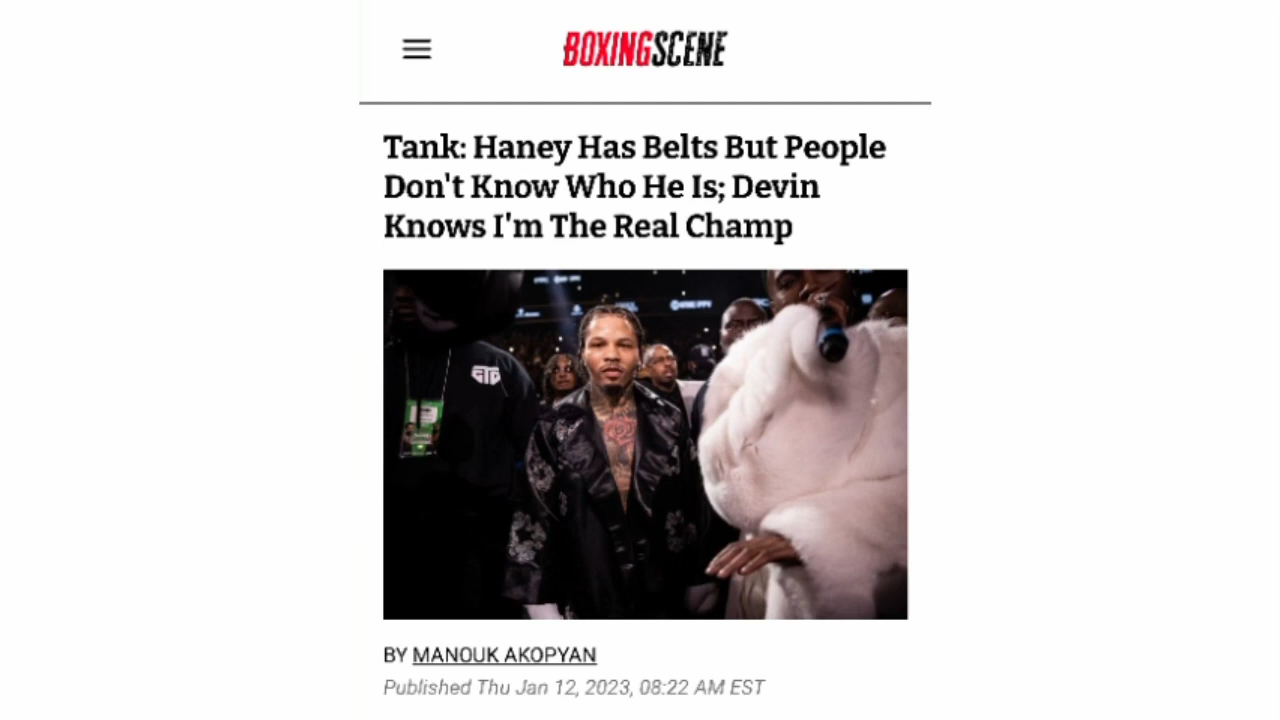 BOXINGSCENE
Tank: Haney Has Belts But People
Don't Know Who He Is; Devin
Knows I'm The Real Champ
GTD
BY MANOUK AKOPYAN
Published Thu Jan 12, 2023, 08:22 AM EST